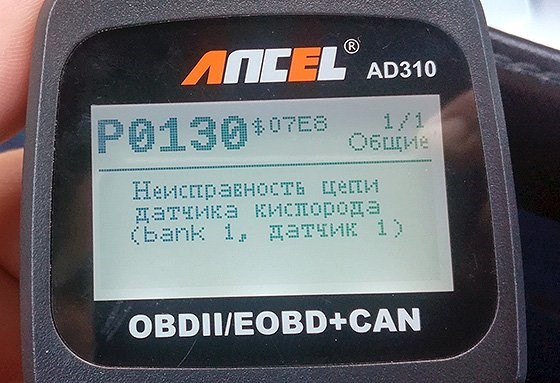 ANCEL® AD310
P0130 $07E8 1/1
Общие
Неисправность цепи
датчика кислорода
(bank 1, датчик 1)
OBDII/EOBD+CAN